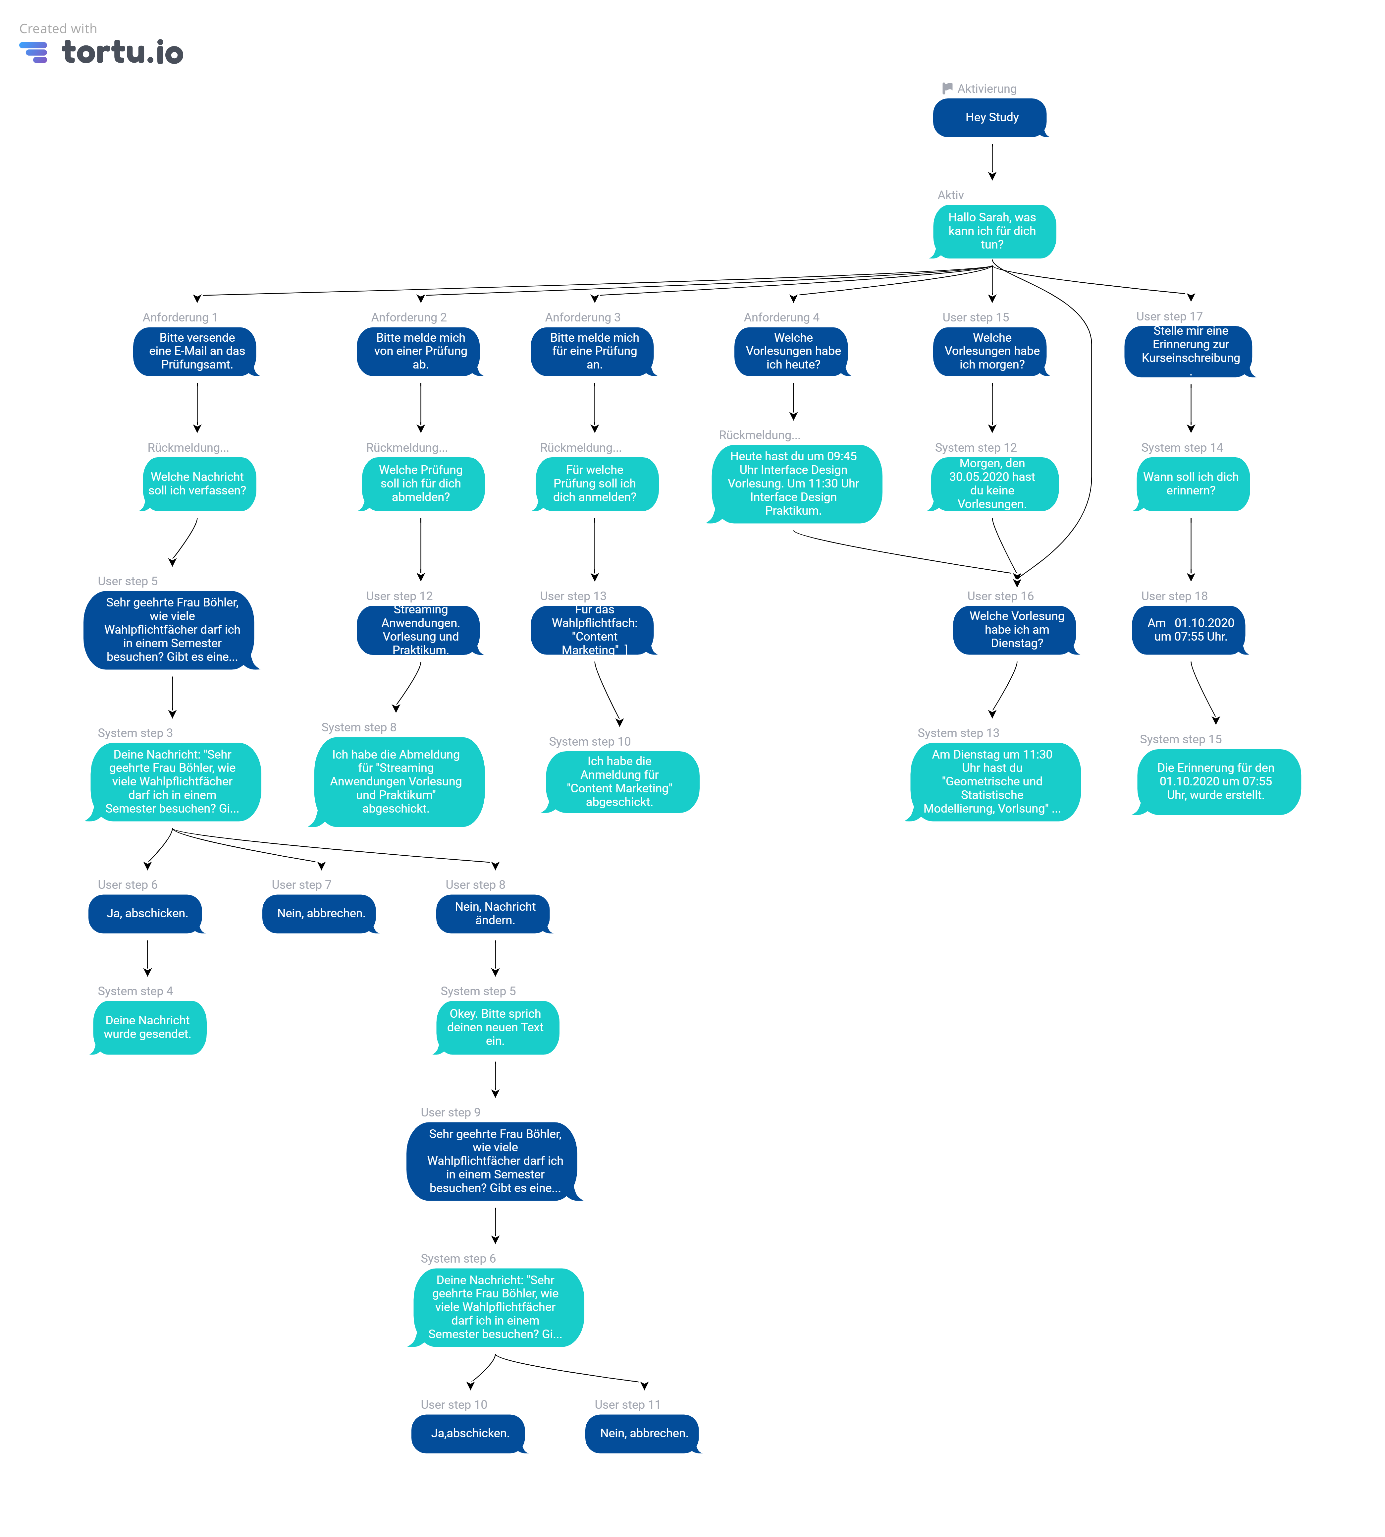 Created with
tortu.io
Aktivierung
Hey Study
Aktiv
Hallo Sarah, was
kann ich für dich
tun?
Anforderung 1
Bitte versende
eine E-Mail an das
Prüfungsamt.
Anforderung 2
Bitte melde mich
von einer Prüfung
ab.
Anforderung 3
Bitte melde mich
für eine Prüfung
an.
Anforderung 4
Welche
Vorlesungen habe
ich heute?
User step 15
Welche
Vorlesungen habe
ich morgen?
User step 17
Stelle mir eine
Erinnerung zur
Kurseinschreibung
.
Rückmeldung...
Welche Nachricht
soll ich verfassen?
Rückmeldung...
Welche Prüfung
soll ich für dich
abmelden?
Rückmeldung...
Für welche
Prüfung soll ich
dich anmelden?
Rückmeldung...
Heute hast du um 09:45
Uhr Interface Design
Vorlesung. Um 11:30 Uhr
Interface Design
Praktikum.
System step 12
Morgen, den
30.05.2020 hast
du keine
Vorlesungen.
System step 14
Wann soll ich dich
erinnern?
User step 5
Sehr geehrte Frau Böhler,
wie viele
Wahlpflichtfächer darf ich
in einem Semester
besuchen? Gibt es eine...
User step 12
Streaming
Anwendungen.
Vorlesung und
Praktikum.
User step 13
Für das
Wahlpflichtfach:
"Content
Marketing" ]
User step 16
Welche Vorlesung
habe ich am
Dienstag?
User step 18
Am 01.10.2020
um 07:55 Uhr.
System step 3
Deine Nachricht: "Sehr
geehrte Frau Böhler, wie
viele Wahlpflichtfächer
darf ich in einem
Semester besuchen? Gi...
System step 8
Ich habe die Abmeldung
für "Streaming
Anwendungen Vorlesung
und Praktikum"
abgeschickt.
System step 10
Ich habe die
Anmeldung für
"Content Marketing"
abgeschickt.
System step 13
Am Dienstag um 11:30
Uhr hast du
"Geometrische und
Statistische
Modellierung, Vorlsung" ...
System step 15
Die Erinnerung für den
01.10.2020 um 07:55
Uhr, wurde erstellt.
User step 6
Ja, abschicken.
User step 7
Nein, abbrechen.
User step 8
Nein, Nachricht
ändern.
System step 4
Deine Nachricht
wurde gesendet.
System step 5
Okey. Bitte sprich
deinen neuen Text
ein.
User step 9
Sehr geehrte Frau Böhler,
wie viele
Wahlpflichtfächer darf ich
in einem Semester
besuchen? Gibt es eine...
System step 6
Deine Nachricht: "Sehr
geehrte Frau Böhler, wie
viele Wahlpflichtfächer
darf ich in einem
Semester besuchen? Gi...
User step 10
Ja,abschicken.
User step 11
Nein, abbrechen.